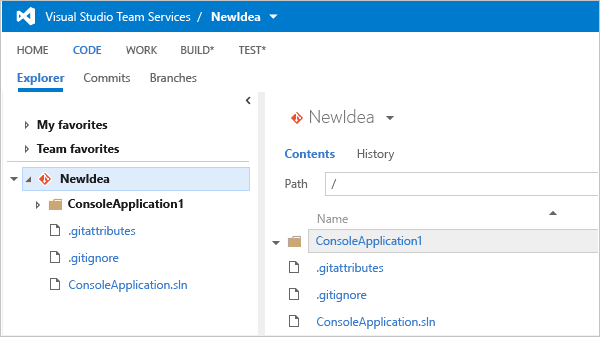 Visual Studio Team Services / NewIdea
HOME CODE WORK BUILD* TEST*
Explorer Commits Branches
My favorites
Team favorites
NewIdea
ConsoleApplication1
.gitattributes
.gitignore
ConsoleApplication.sln
NewIdea
Contents History
Path /
Name
ConsoleApplication1
.gitattributes
.gitignore
ConsoleApplication.sln